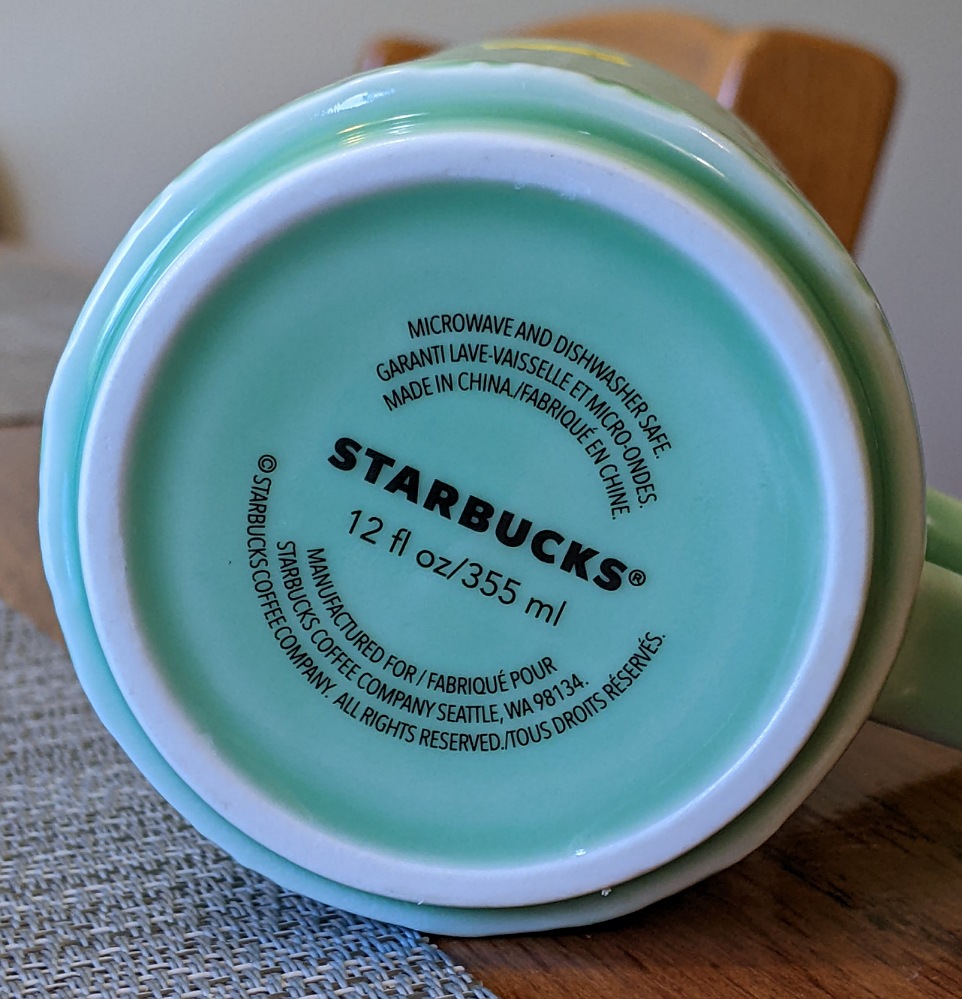 MICROWAVE AND DISHWASHER SAFE.
GARANTI LAVE-VAISSELLE ET MICRO-ONDES.
MADE IN CHINA./FABRIQUÉ EN CHINE.
STARBUCKS®
12 fl oz/355 ml
MANUFACTURED FOR / FABRIQUÉ POUR
STARBUCKS COFFEE COMPANY SEATTLE, WA 98134.
© STARBUCKS COFFEE COMPANY. ALL RIGHTS RESERVED./TOUS DROITS RÉSERVÉS.